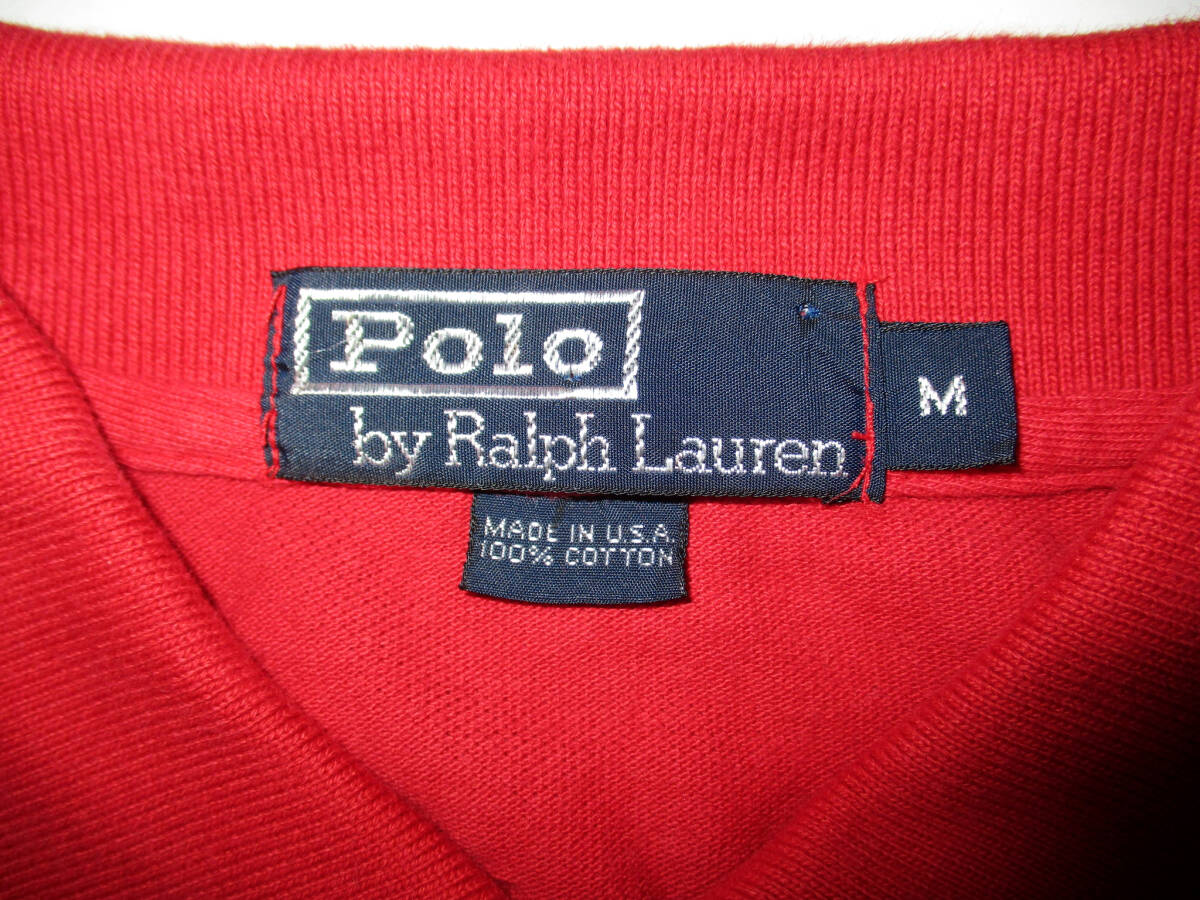 Polo
by Ralph Lauren
M
MADE IN U.S.A
100% COTTON